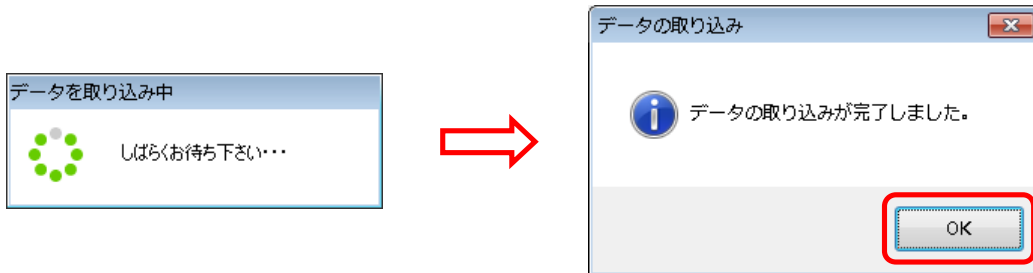 データを取り込み中
しばらくお待ち下さい・・・
データの取り込み
データの取り込みが完了しました。
OK